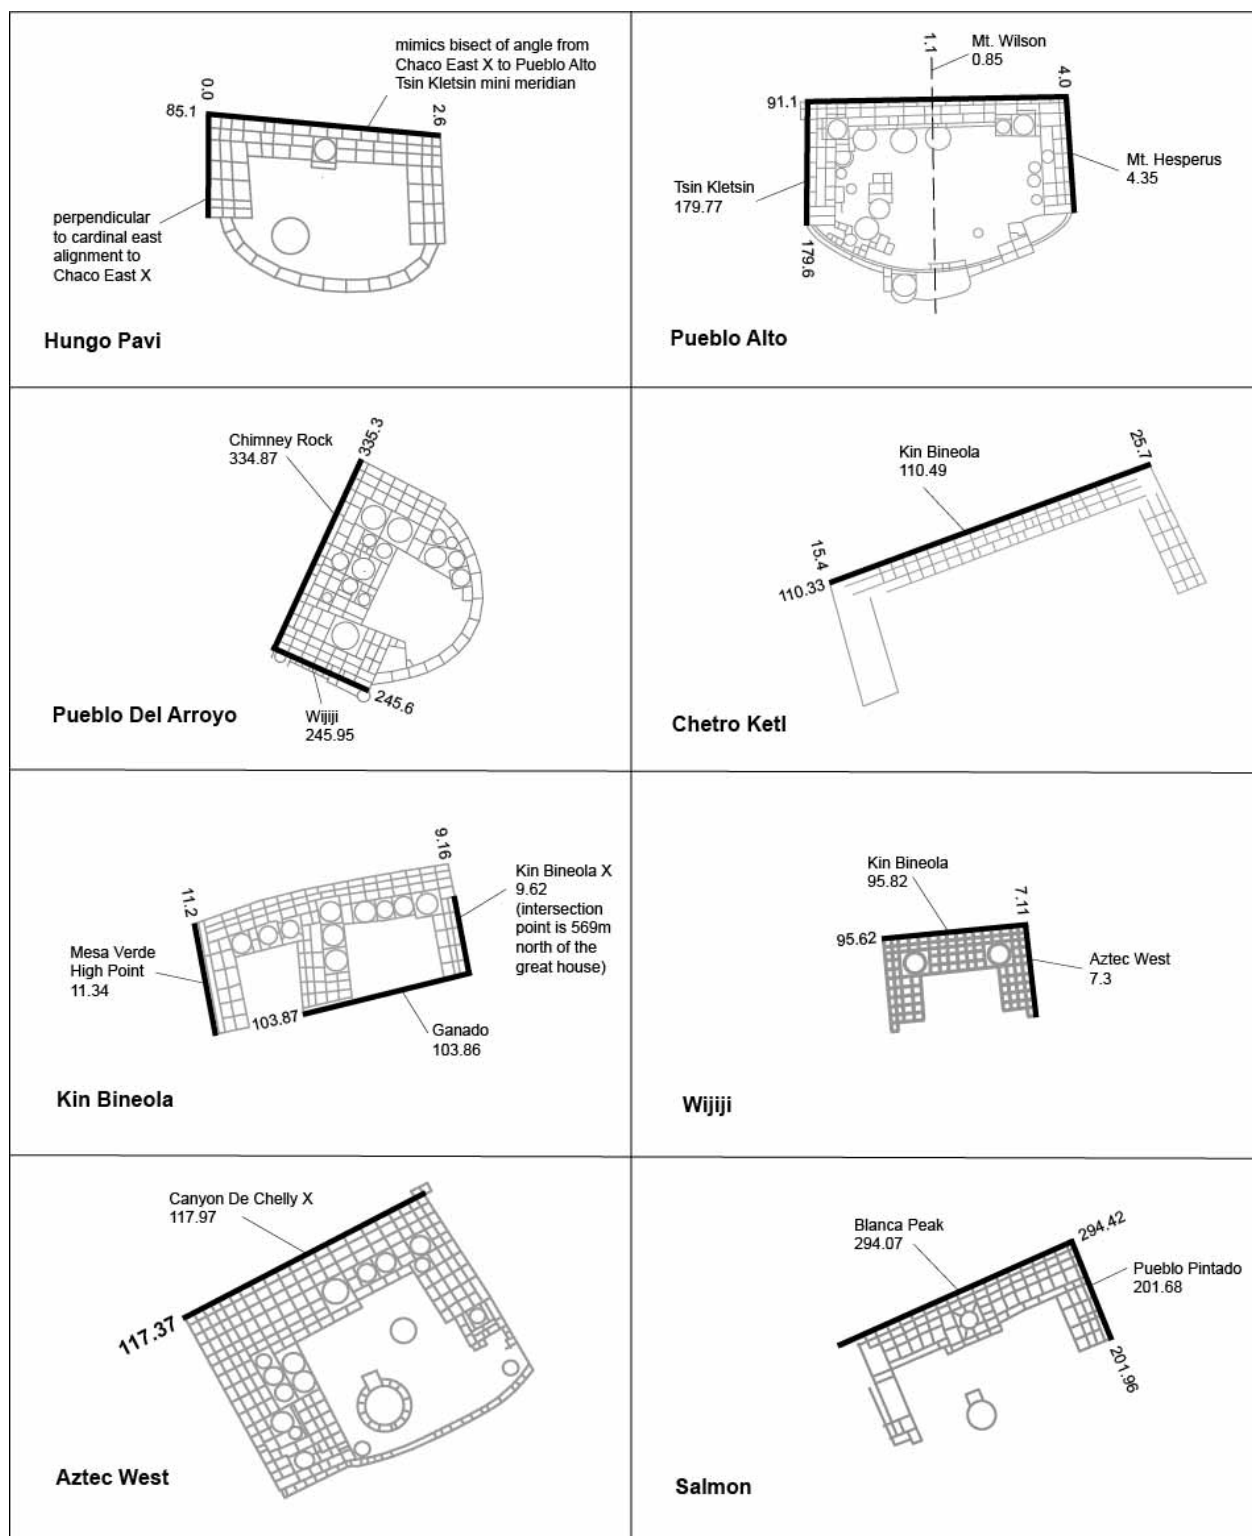 mimics bisect of angle from
Chaco East X to Pueblo Alto
Tsin Kletsin mini meridian
0.0
85.1
2.6
perpendicular
to cardinal east
alignment to
Chaco East X
Hungo Pavi
1.1
Mt. Wilson
0.85
4.0
91.1
Mt. Hesperus
4.35
Tsin Kletsin
179.77
179.6
Pueblo Alto
Chimney Rock
334.87
335.3
245.6
Wijiji
245.95
Pueblo Del Arroyo
Kin Bineola
110.49
25.7
15.4
110.33
Chetro Ketl
9.16
11.2
Kin Bineola X
9.62
(intersection
point is 569m
north of the
great house)
Mesa Verde
High Point
11.34
103.87
Ganado
103.86
Kin Bineola
Kin Bineola
95.82
7.11
95.62
Aztec West
7.3
Wijiji
Canyon De Chelly X
117.97
117.37
Aztec West
Blanca Peak
294.07
294.42
Pueblo Pintado
201.68
201.96
Salmon